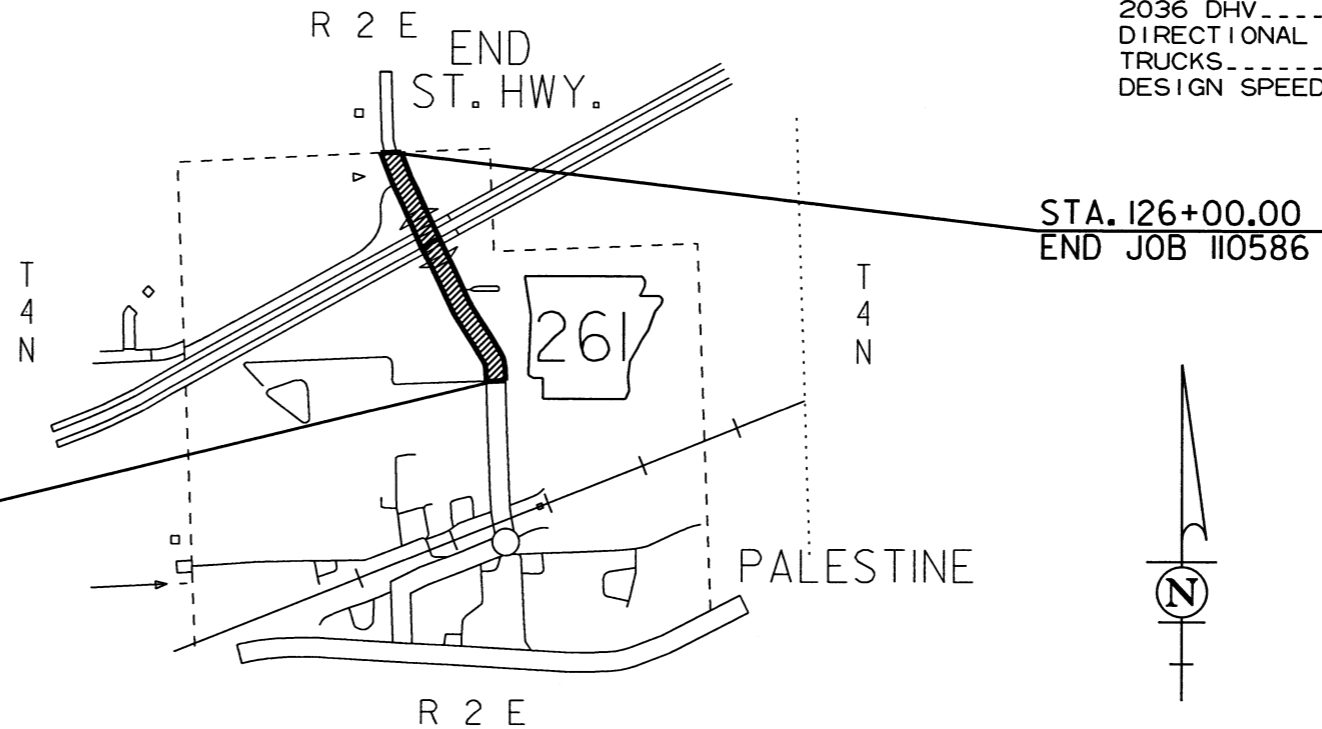 2036 DHV----
DIRECTIONAL
TRUCKS------
DESIGN SPEED
R 2 E
END
ST. HWY.
STA. 126+00.00
END JOB 110586
T
4
N
T
4
N
261
PALESTINE
N
R 2 E